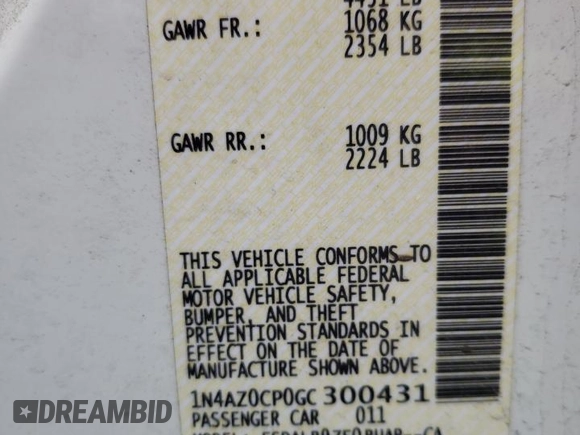 4431 LB
GAWR FR.: 1068 KG
2354 LB
GAWR RR.: 1009 KG
2224 LB
THIS VEHICLE CONFORMS TO
ALL APPLICABLE FEDERAL
MOTOR VEHICLE SAFETY,
BUMPER, AND THEFT
PREVENTION STANDARDS IN
EFFECT ON THE DATE OF
MANUFACTURE SHOWN ABOVE.
1N4AZ0CP0GC300431
PASSENGER CAR 011
DREAMBID